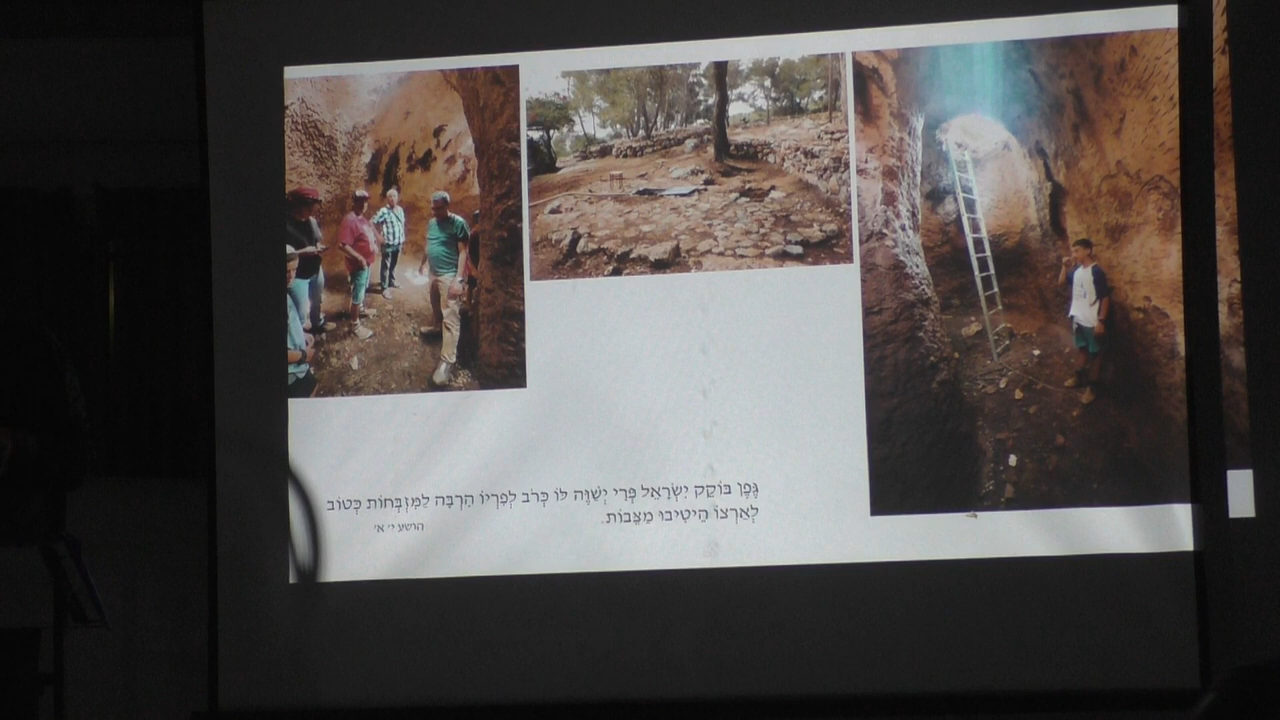 גֶּפֶן בּוֹקֵק יִשְׂרָאֵל פְּרִי יְשַׁוֶּה לּוֹ כְּרֹב לְפִרְיוֹ הִרְבָּה לַמִּזְבְּחוֹת כְּטוֹב
לְאַרְצוֹ הֵיטִיבוּ מַצֵּבוֹת.
הושע י׳ א׳